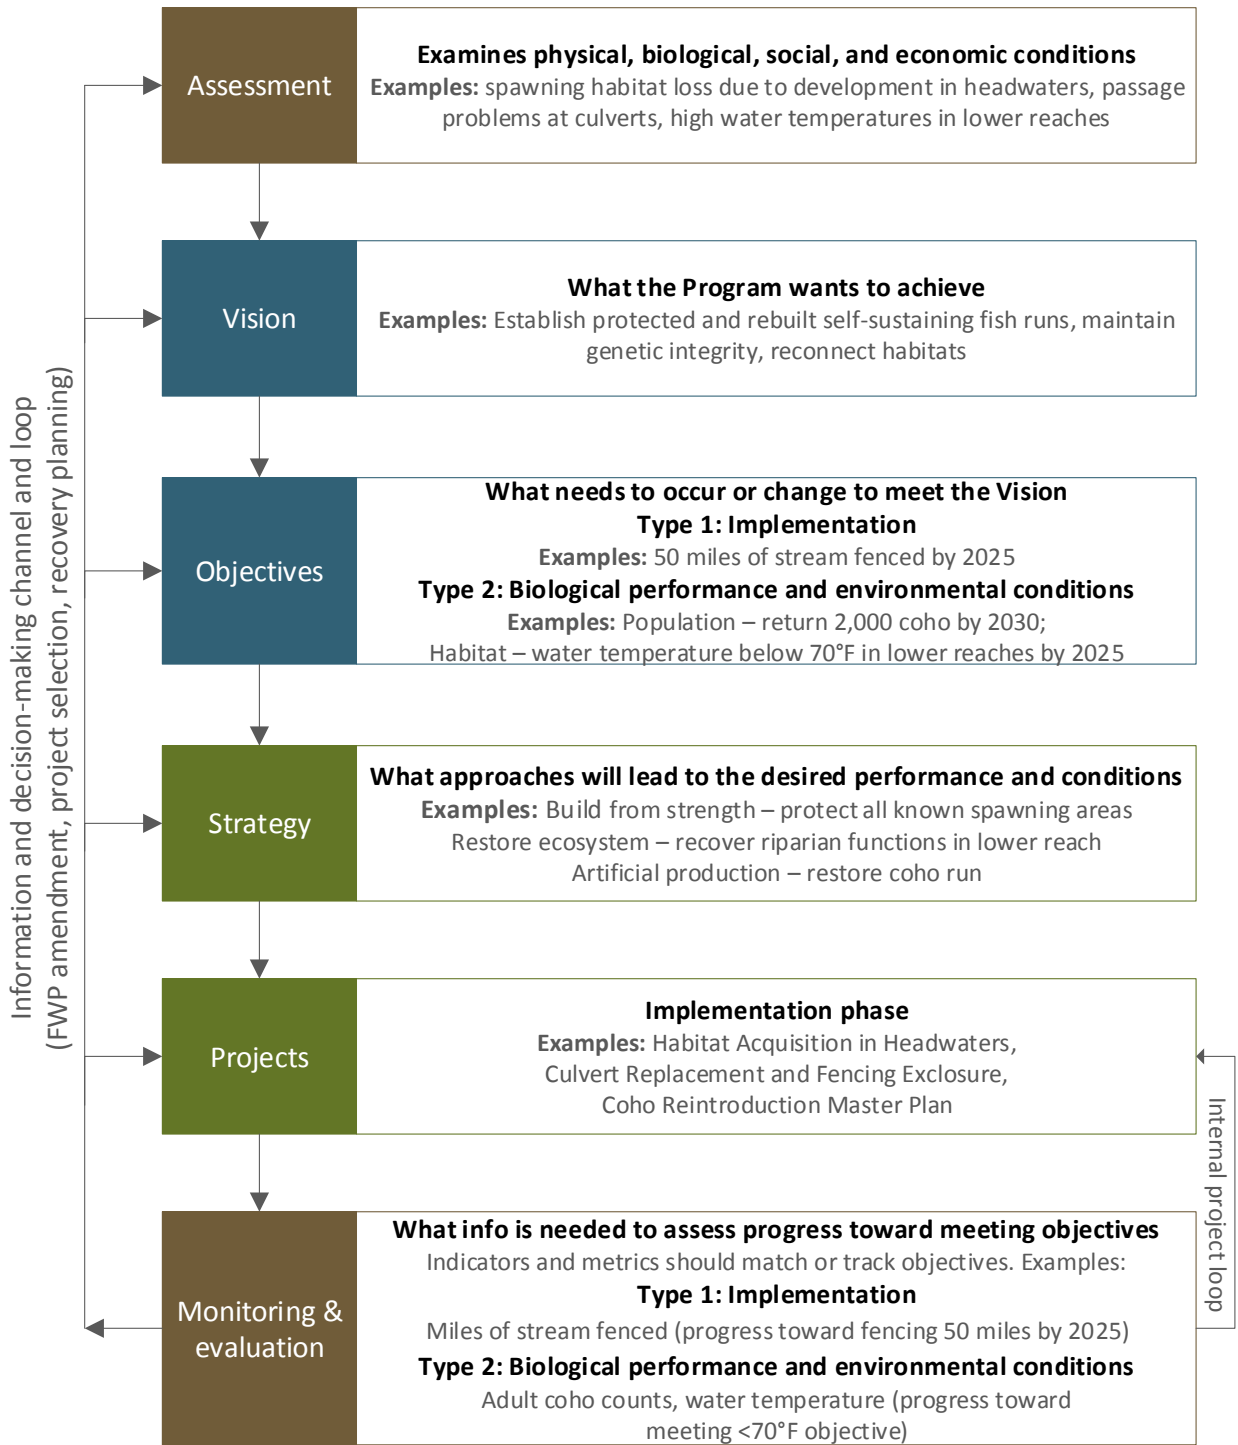 Information and decision-making channel and loop
(FWP amendment, project selection, recovery planning)
Assessment
Examines physical, biological, social, and economic conditions
Examples: spawning habitat loss due to development in headwaters, passage
problems at culverts, high water temperatures in lower reaches
Vision
What the Program wants to achieve
Examples: Establish protected and rebuilt self-sustaining fish runs, maintain
genetic integrity, reconnect habitats
Objectives
What needs to occur or change to meet the Vision
Type 1: Implementation
Examples: 50 miles of stream fenced by 2025
Type 2: Biological performance and environmental conditions
Examples: Population – return 2,000 coho by 2030;
Habitat – water temperature below 70°F in lower reaches by 2025
Strategy
What approaches will lead to the desired performance and conditions
Examples: Build from strength – protect all known spawning areas
Restore ecosystem – recover riparian functions in lower reach
Artificial production – restore coho run
Projects
Implementation phase
Examples: Habitat Acquisition in Headwaters,
Culvert Replacement and Fencing Exclosure,
Coho Reintroduction Master Plan
Internal project loop
Monitoring &
evaluation
What info is needed to assess progress toward meeting objectives
Indicators and metrics should match or track objectives. Examples:
Type 1: Implementation
Miles of stream fenced (progress toward fencing 50 miles by 2025)
Type 2: Biological performance and environmental conditions
Adult coho counts, water temperature (progress toward
meeting <70°F objective)